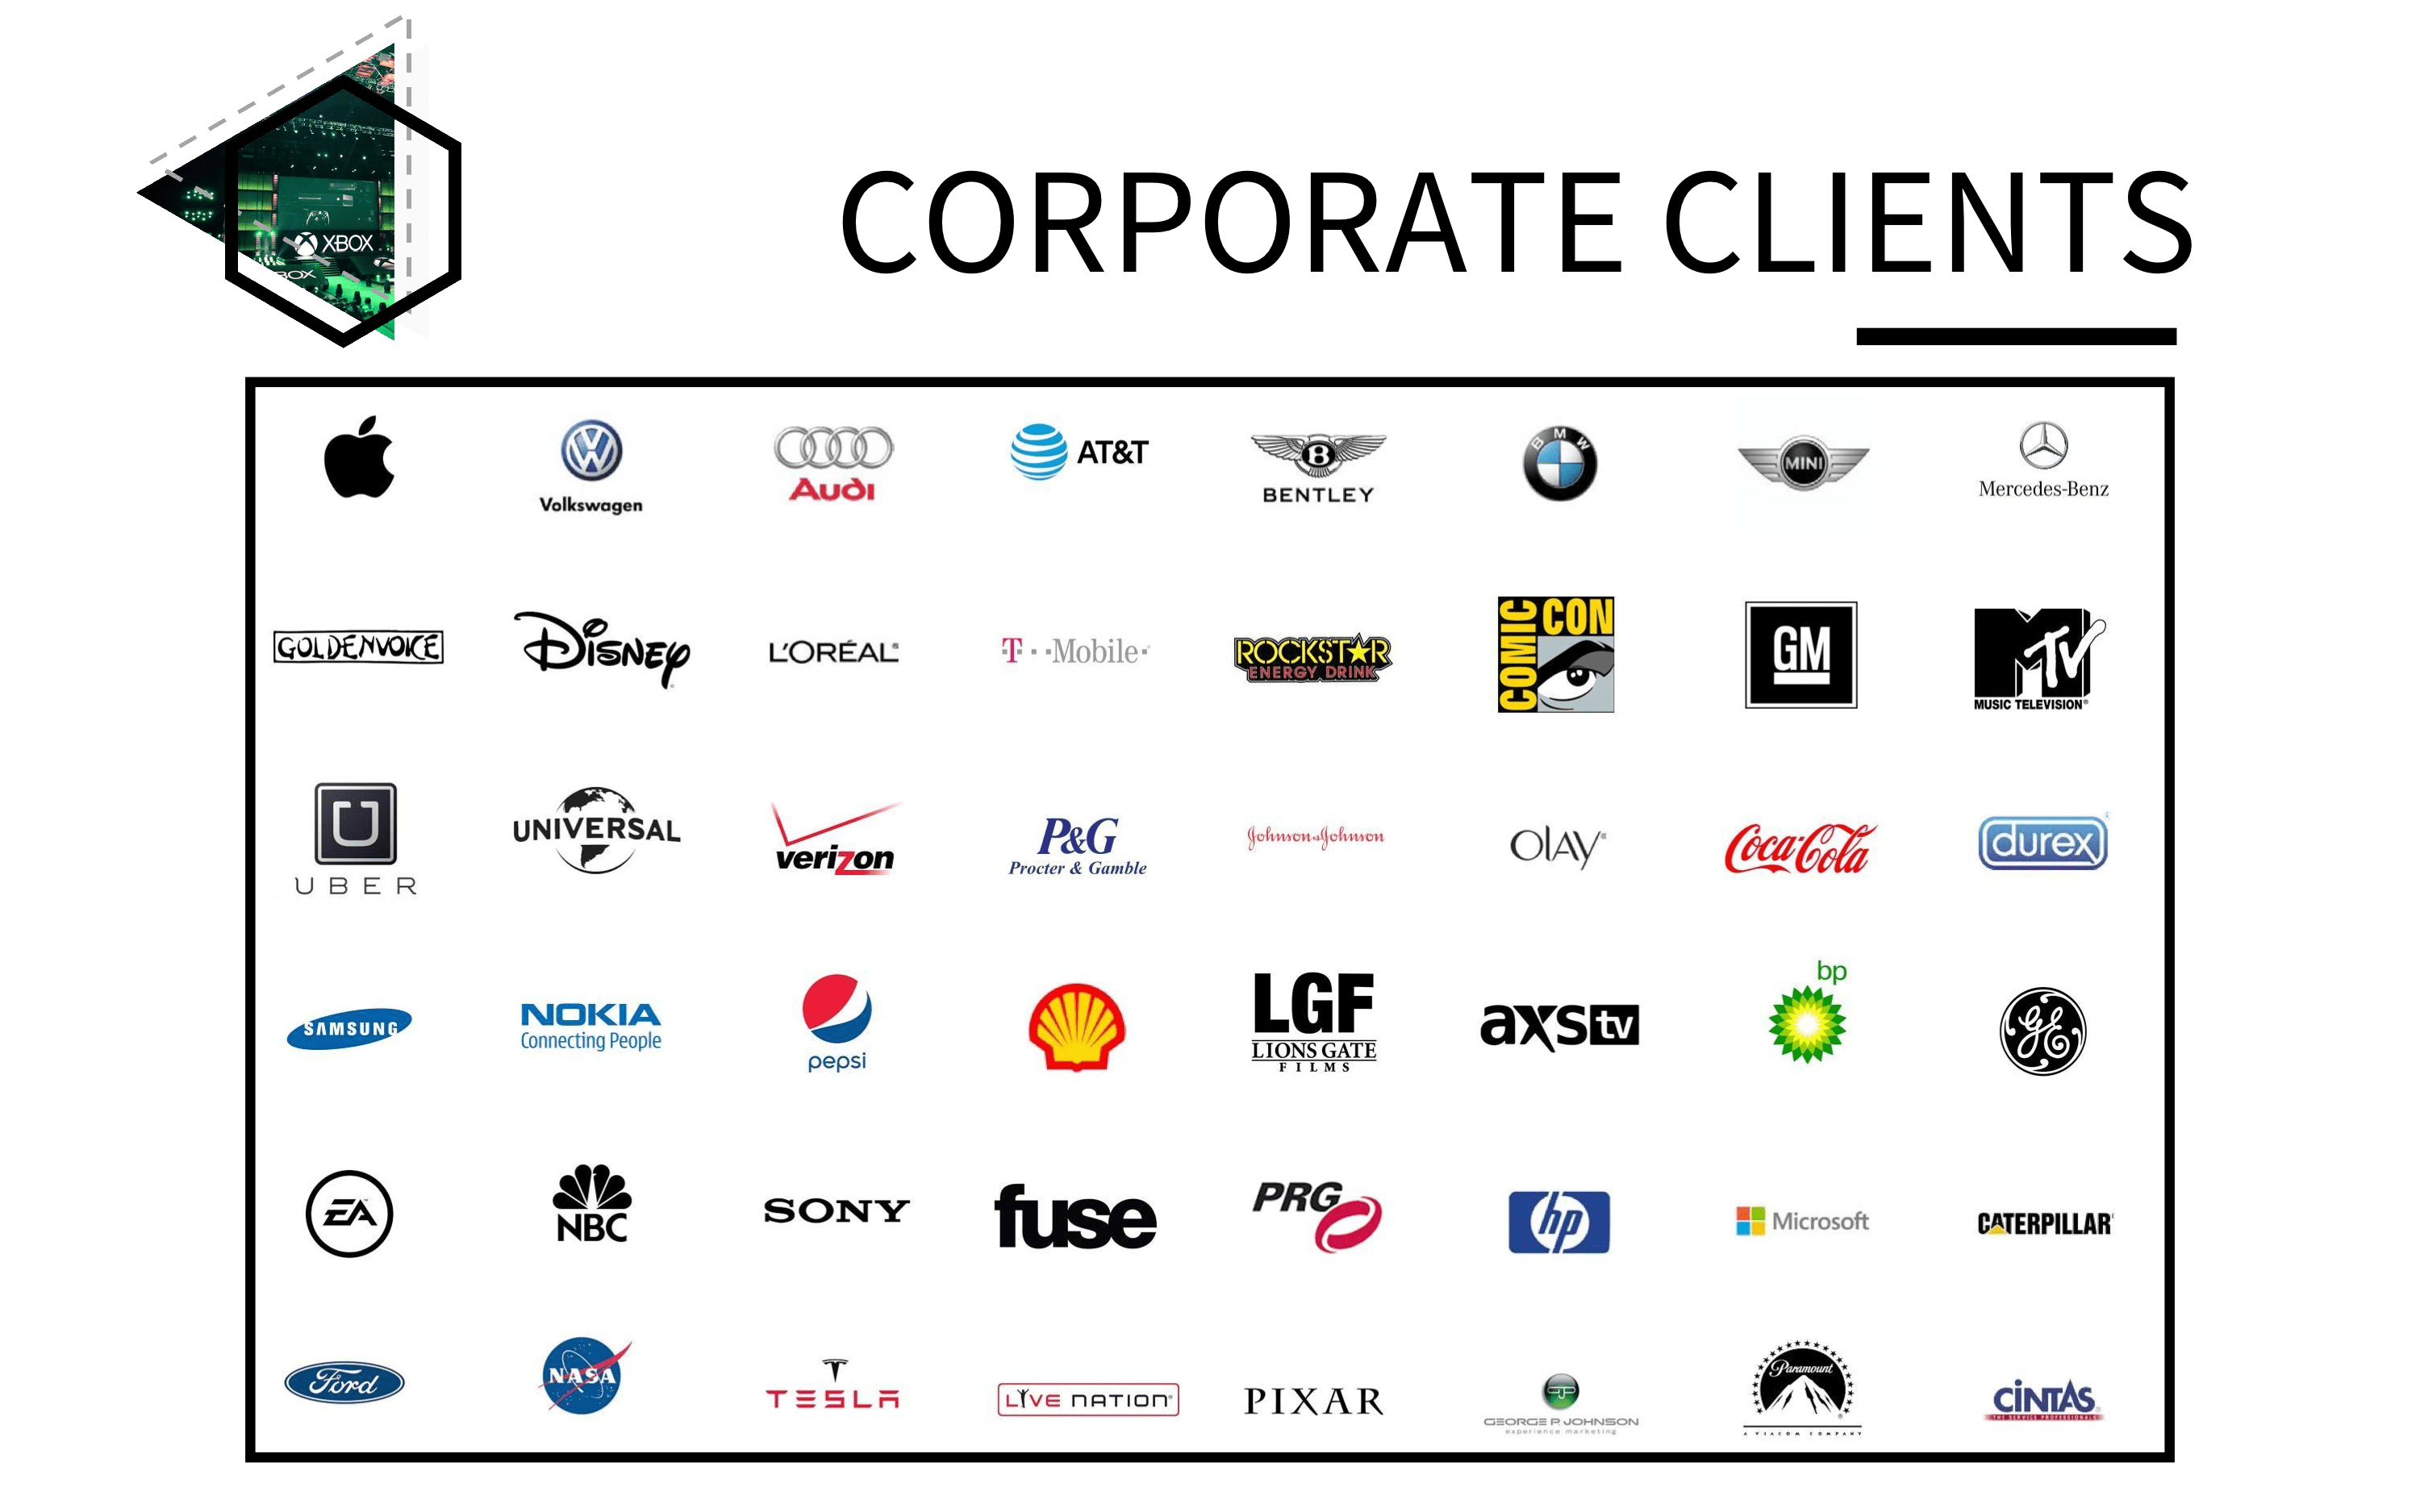 XBOX
BOX
CORPORATE CLIENTS
Volkswagen
Audi
AT&T
B
BENTLEY
BMW
MINI
Mercedes-Benz
GOLDENVOICE
Disney
L'ORÉAL
T··Mobile·
ROCKSTAR
ENERGY DRINK
COMIC CON
GM
MTV
MUSIC TELEVISION®
U
UBER
UNIVERSAL
verizon
P&G
Procter & Gamble
Johnson&Johnson
OLAY®
Coca-Cola
durex
SAMSUNG
NOKIA
Connecting People
pepsi
LGF
LIONS GATE
FILMS
axs tv
bp
GE
EA
NBC
SONY
fuse
PRG
hp
Microsoft
CATERPILLAR
Ford
NASA
TESLA
LIVE NATION®
PIXAR
GEORGE P. JOHNSON
experience marketing
Paramount
A VIACOM COMPANY
CINTAS
THE SERVICE PROFESSIONALS